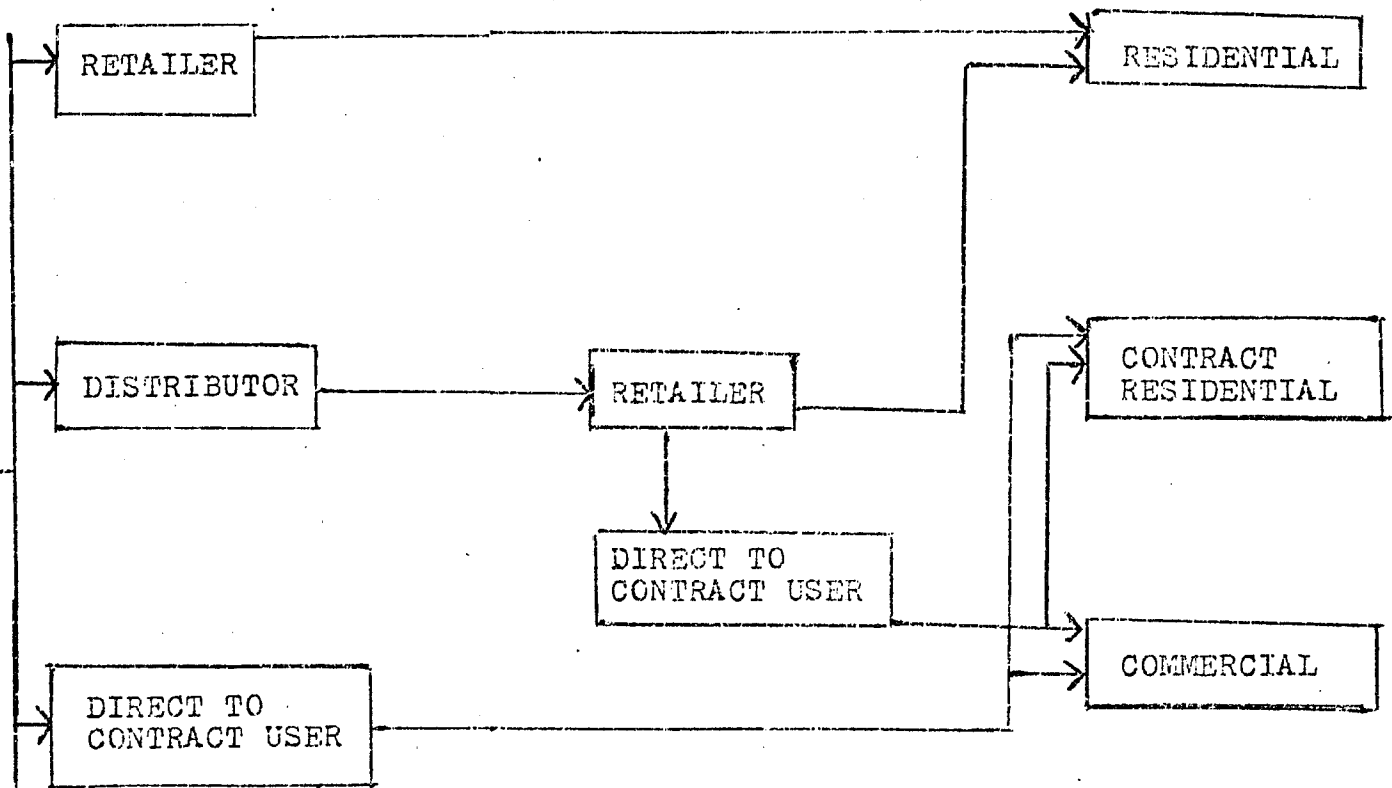 RETAILER
RESIDENTIAL
DISTRIBUTOR
RETAILER
CONTRACT
RESIDENTIAL
DIRECT TO
CONTRACT USER
COMMERCIAL
DIRECT TO
CONTRACT USER